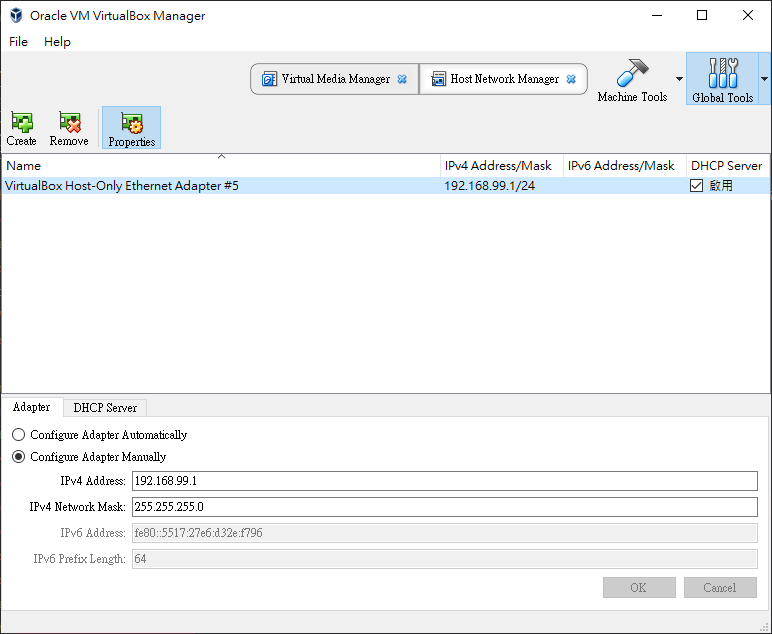 Oracle VM VirtualBox Manager
File Help
Virtual Media Manager Host Network Manager Machine Tools Global Tools
Create Remove Properties
Name IPv4 Address/Mask IPv6 Address/Mask DHCP Server
VirtualBox Host-Only Ethernet Adapter #5 192.168.99.1/24 啟用
Adapter DHCP Server
Configure Adapter Automatically
Configure Adapter Manually
IPv4 Address: 192.168.99.1
IPv4 Network Mask: 255.255.255.0
IPv6 Address: fe80::5517:27e6:d32e:f796
IPv6 Prefix Length: 64
OK Cancel